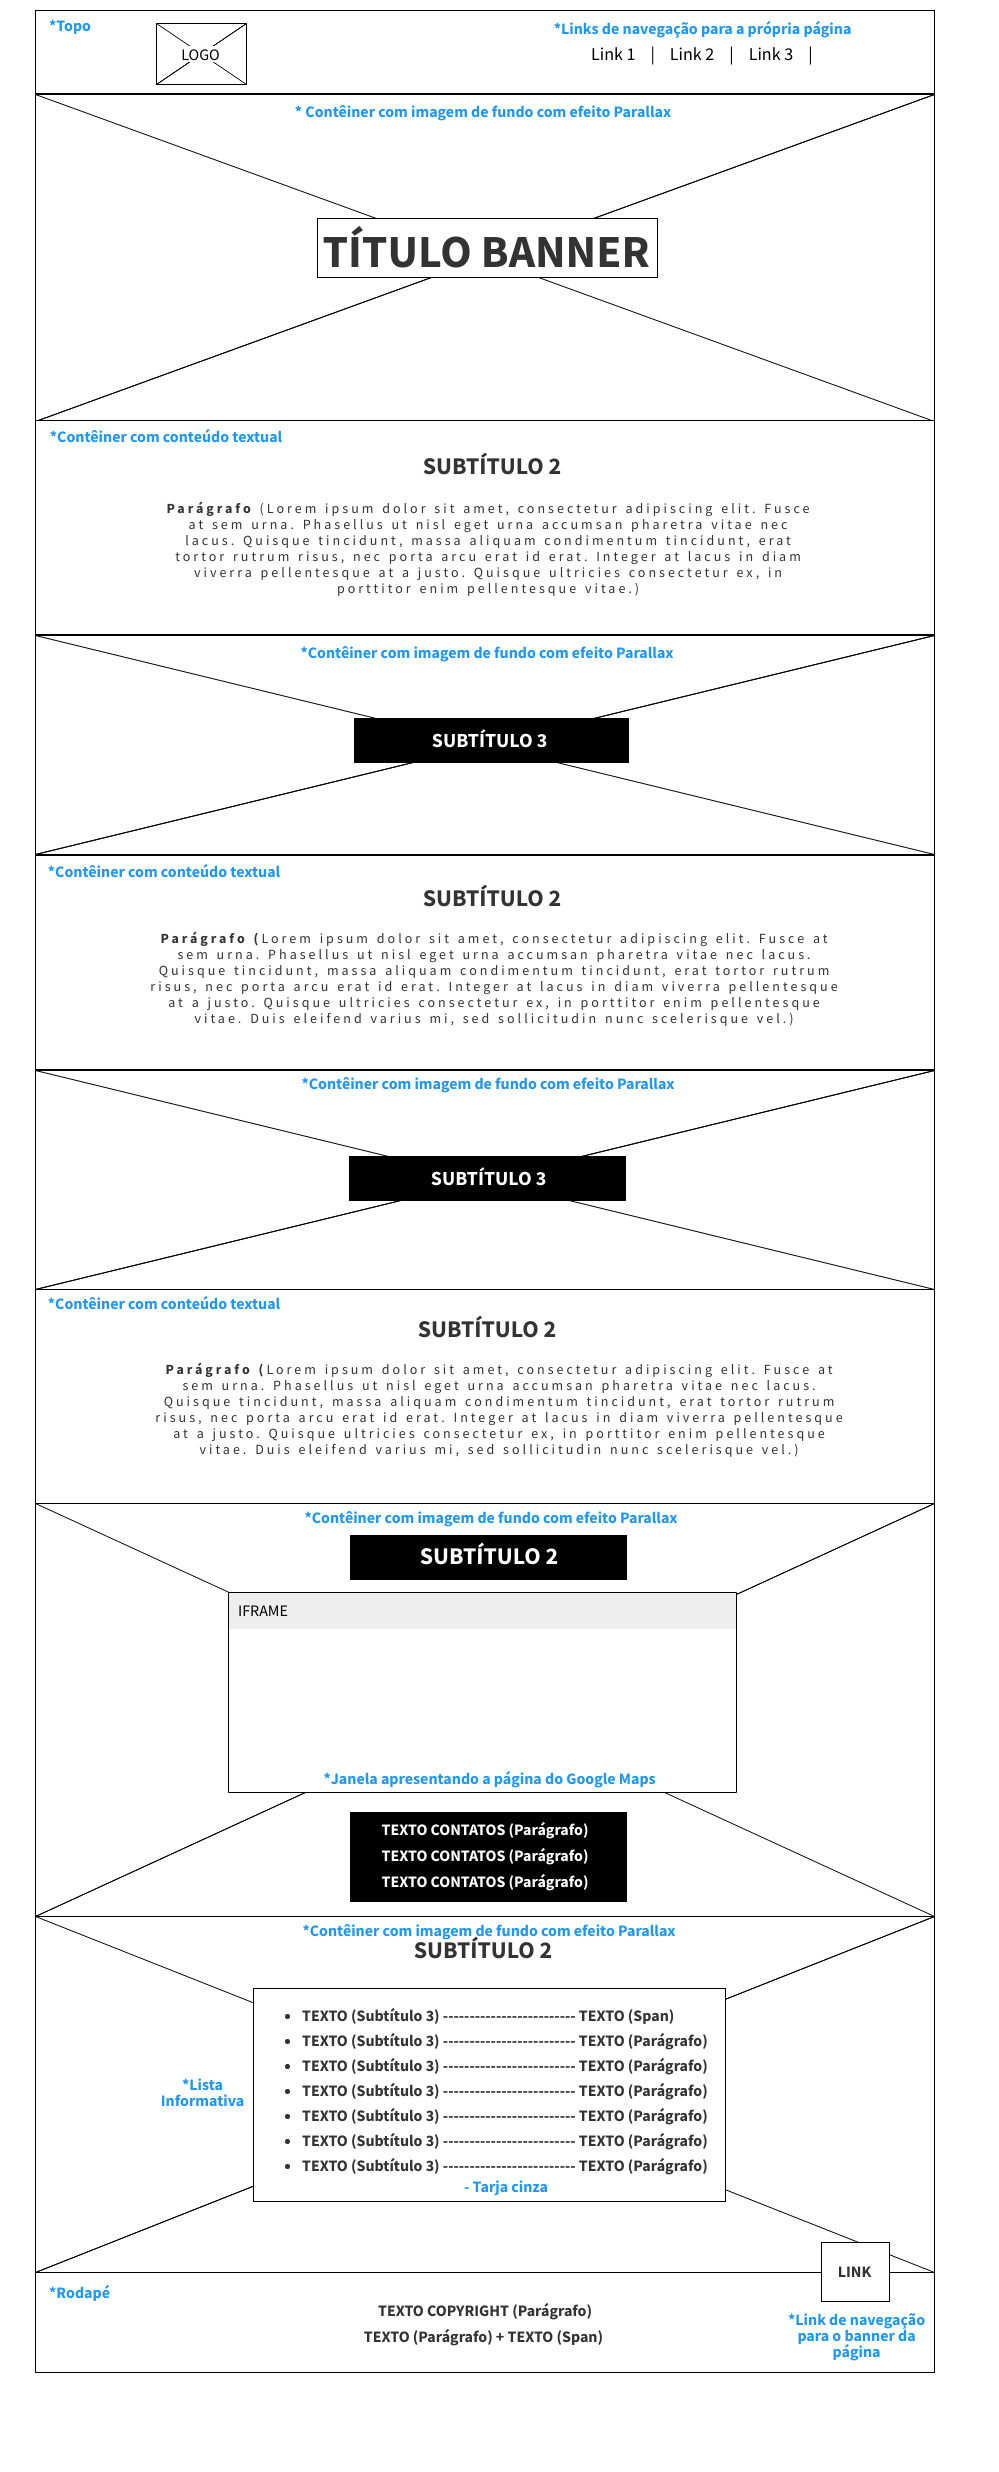 *Topo
LOGO
*Links de navegação para a própria página
Link 1 | Link 2 | Link 3 |
* Contêiner com imagem de fundo com efeito Parallax
TÍTULO BANNER
*Contêiner com conteúdo textual
SUBTÍTULO 2
Parágrafo (Lorem ipsum dolor sit amet, consectetur adipiscing elit. Fusce
at sem urna. Phasellus ut nisl eget urna accumsan pharetra vitae nec
lacus. Quisque tincidunt, massa aliquam condimentum tincidunt, erat
tortor rutrum risus, nec porta arcu erat id erat. Integer at lacus in diam
viverra pellentesque at a justo. Quisque ultricies consectetur ex, in
porttitor enim pellentesque vitae.)
*Contêiner com imagem de fundo com efeito Parallax
SUBTÍTULO 3
*Contêiner com conteúdo textual
SUBTÍTULO 2
Parágrafo (Lorem ipsum dolor sit amet, consectetur adipiscing elit. Fusce at
sem urna. Phasellus ut nisl eget urna accumsan pharetra vitae nec lacus.
Quisque tincidunt, massa aliquam condimentum tincidunt, erat tortor rutrum
risus, nec porta arcu erat id erat. Integer at lacus in diam viverra pellentesque
at a justo. Quisque ultricies consectetur ex, in porttitor enim pellentesque
vitae. Duis eleifend varius mi, sed sollicitudin nunc scelerisque vel.)
*Contêiner com imagem de fundo com efeito Parallax
SUBTÍTULO 3
*Contêiner com conteúdo textual
SUBTÍTULO 2
Parágrafo (Lorem ipsum dolor sit amet, consectetur adipiscing elit. Fusce at
sem urna. Phasellus ut nisl eget urna accumsan pharetra vitae nec lacus.
Quisque tincidunt, massa aliquam condimentum tincidunt, erat tortor rutrum
risus, nec porta arcu erat id erat. Integer at lacus in diam viverra pellentesque
at a justo. Quisque ultricies consectetur ex, in porttitor enim pellentesque
vitae. Duis eleifend varius mi, sed sollicitudin nunc scelerisque vel.)
*Contêiner com imagem de fundo com efeito Parallax
SUBTÍTULO 2
IFRAME
*Janela apresentando a página do Google Maps
TEXTO CONTATOS (Parágrafo)
TEXTO CONTATOS (Parágrafo)
TEXTO CONTATOS (Parágrafo)
*Contêiner com imagem de fundo com efeito Parallax
SUBTÍTULO 2
*Lista
Informativa
• TEXTO (Subtítulo 3) ------------------------- TEXTO (Span)
• TEXTO (Subtítulo 3) ------------------------- TEXTO (Parágrafo)
• TEXTO (Subtítulo 3) ------------------------- TEXTO (Parágrafo)
• TEXTO (Subtítulo 3) ------------------------- TEXTO (Parágrafo)
• TEXTO (Subtítulo 3) ------------------------- TEXTO (Parágrafo)
• TEXTO (Subtítulo 3) ------------------------- TEXTO (Parágrafo)
• TEXTO (Subtítulo 3) ------------------------- TEXTO (Parágrafo)
- Tarja cinza
*Rodapé
TEXTO COPYRIGHT (Parágrafo)
TEXTO (Parágrafo) + TEXTO (Span)
LINK
*Link de navegação
para o banner da
página